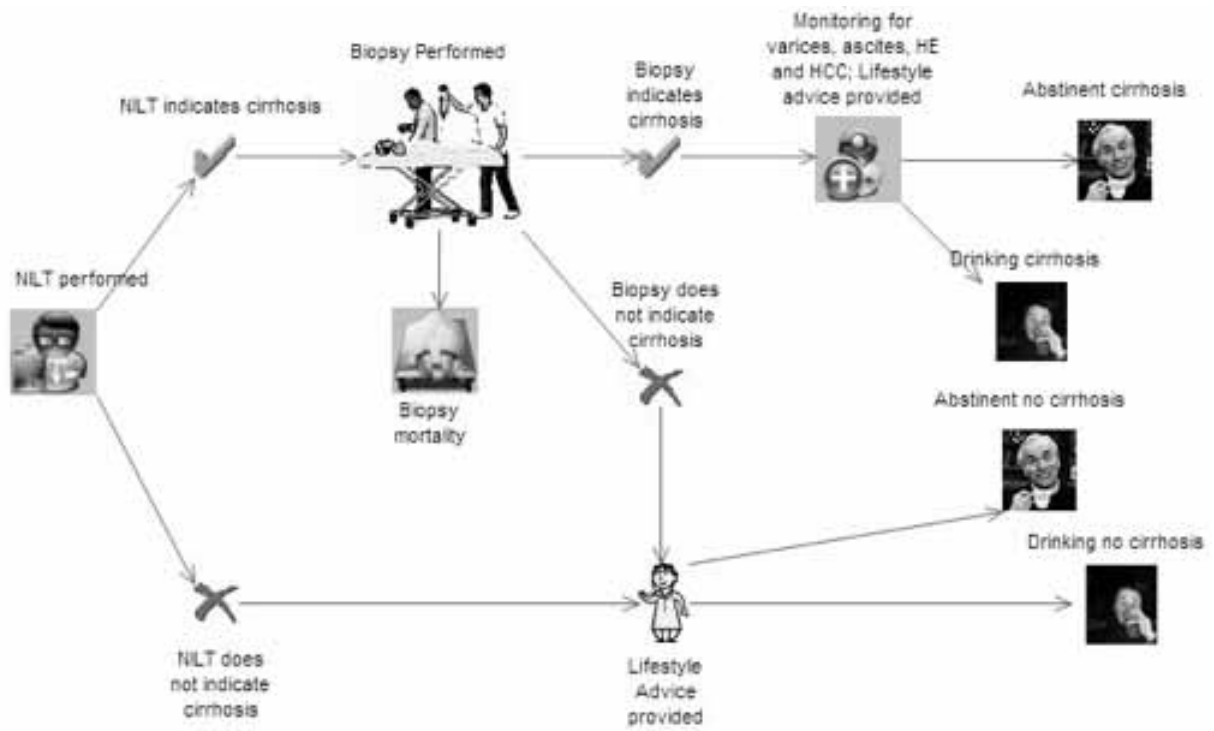 Monitoring for
varices, ascites, HE
and HCC; Lifestyle
advice provided
Biopsy Performed
Biopsy
indicates
cirrhosis
Abstinent cirrhosis
NILT indicates cirrhosis
NILT performed
Drinking cirrhosis
Biopsy does
not indicate
cirrhosis
Abstinent no cirrhosis
Biopsy
mortality
Drinking no cirrhosis
NILT does
not indicate
cirrhosis
Lifestyle
Advice
provided